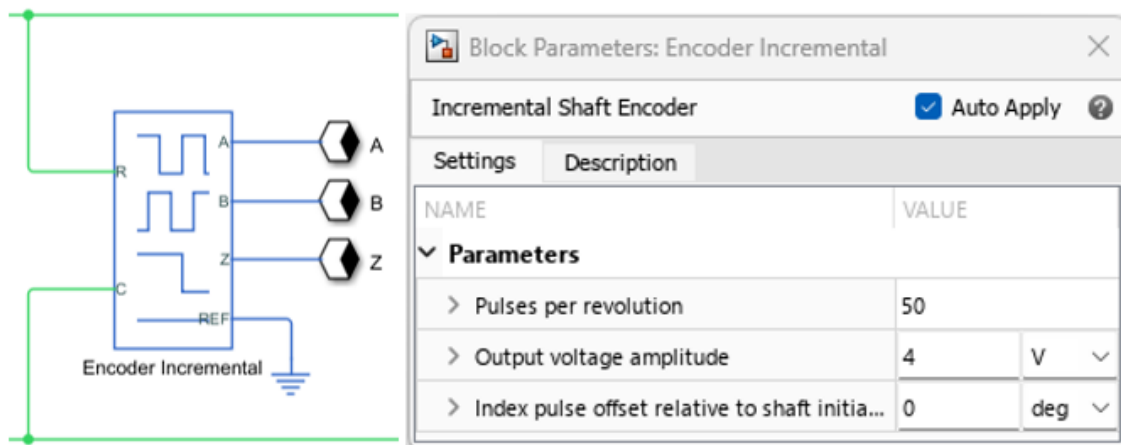 R
C
A
B
Z
REF
A
B
Z
Encoder Incremental
Block Parameters: Encoder Incremental
Incremental Shaft Encoder
Auto Apply
Settings Description
NAME VALUE
Parameters
Pulses per revolution 50
Output voltage amplitude 4 V
Index pulse offset relative to shaft initia... 0 deg